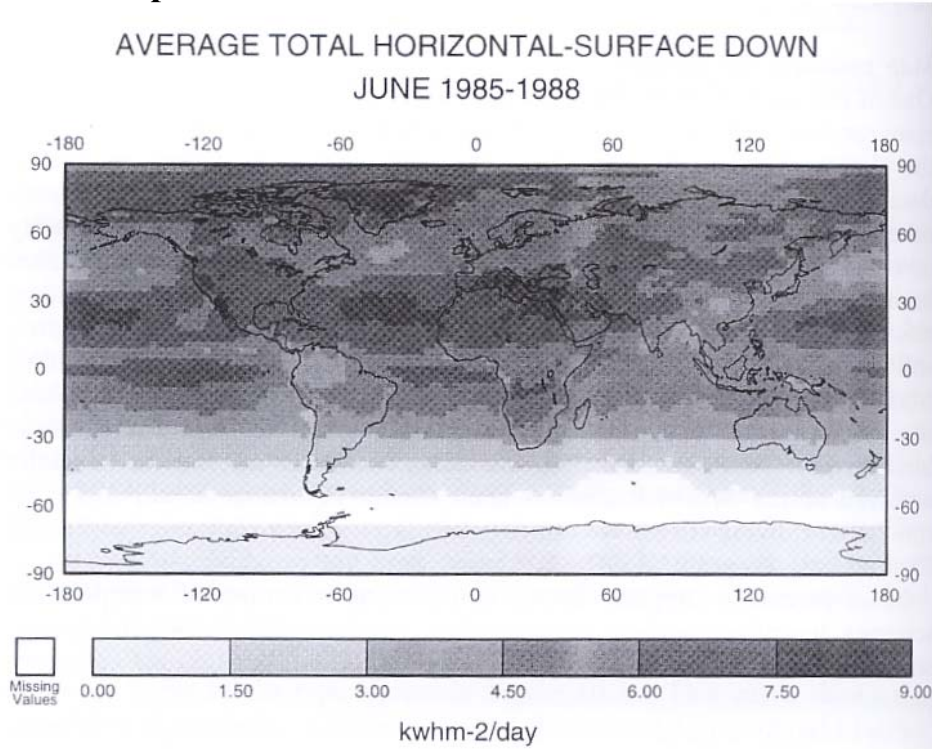 AVERAGE TOTAL HORIZONTAL-SURFACE DOWN
JUNE 1985-1988
-180 -120 -60 0 60 120 180
90 90
60 60
30 30
0 0
-30 -30
-60 -60
-90 -90
-180 -120 -60 0 60 120 180
Missing
Values
0.00 1.50 3.00 4.50 6.00 7.50 9.00
kwhm-2/day